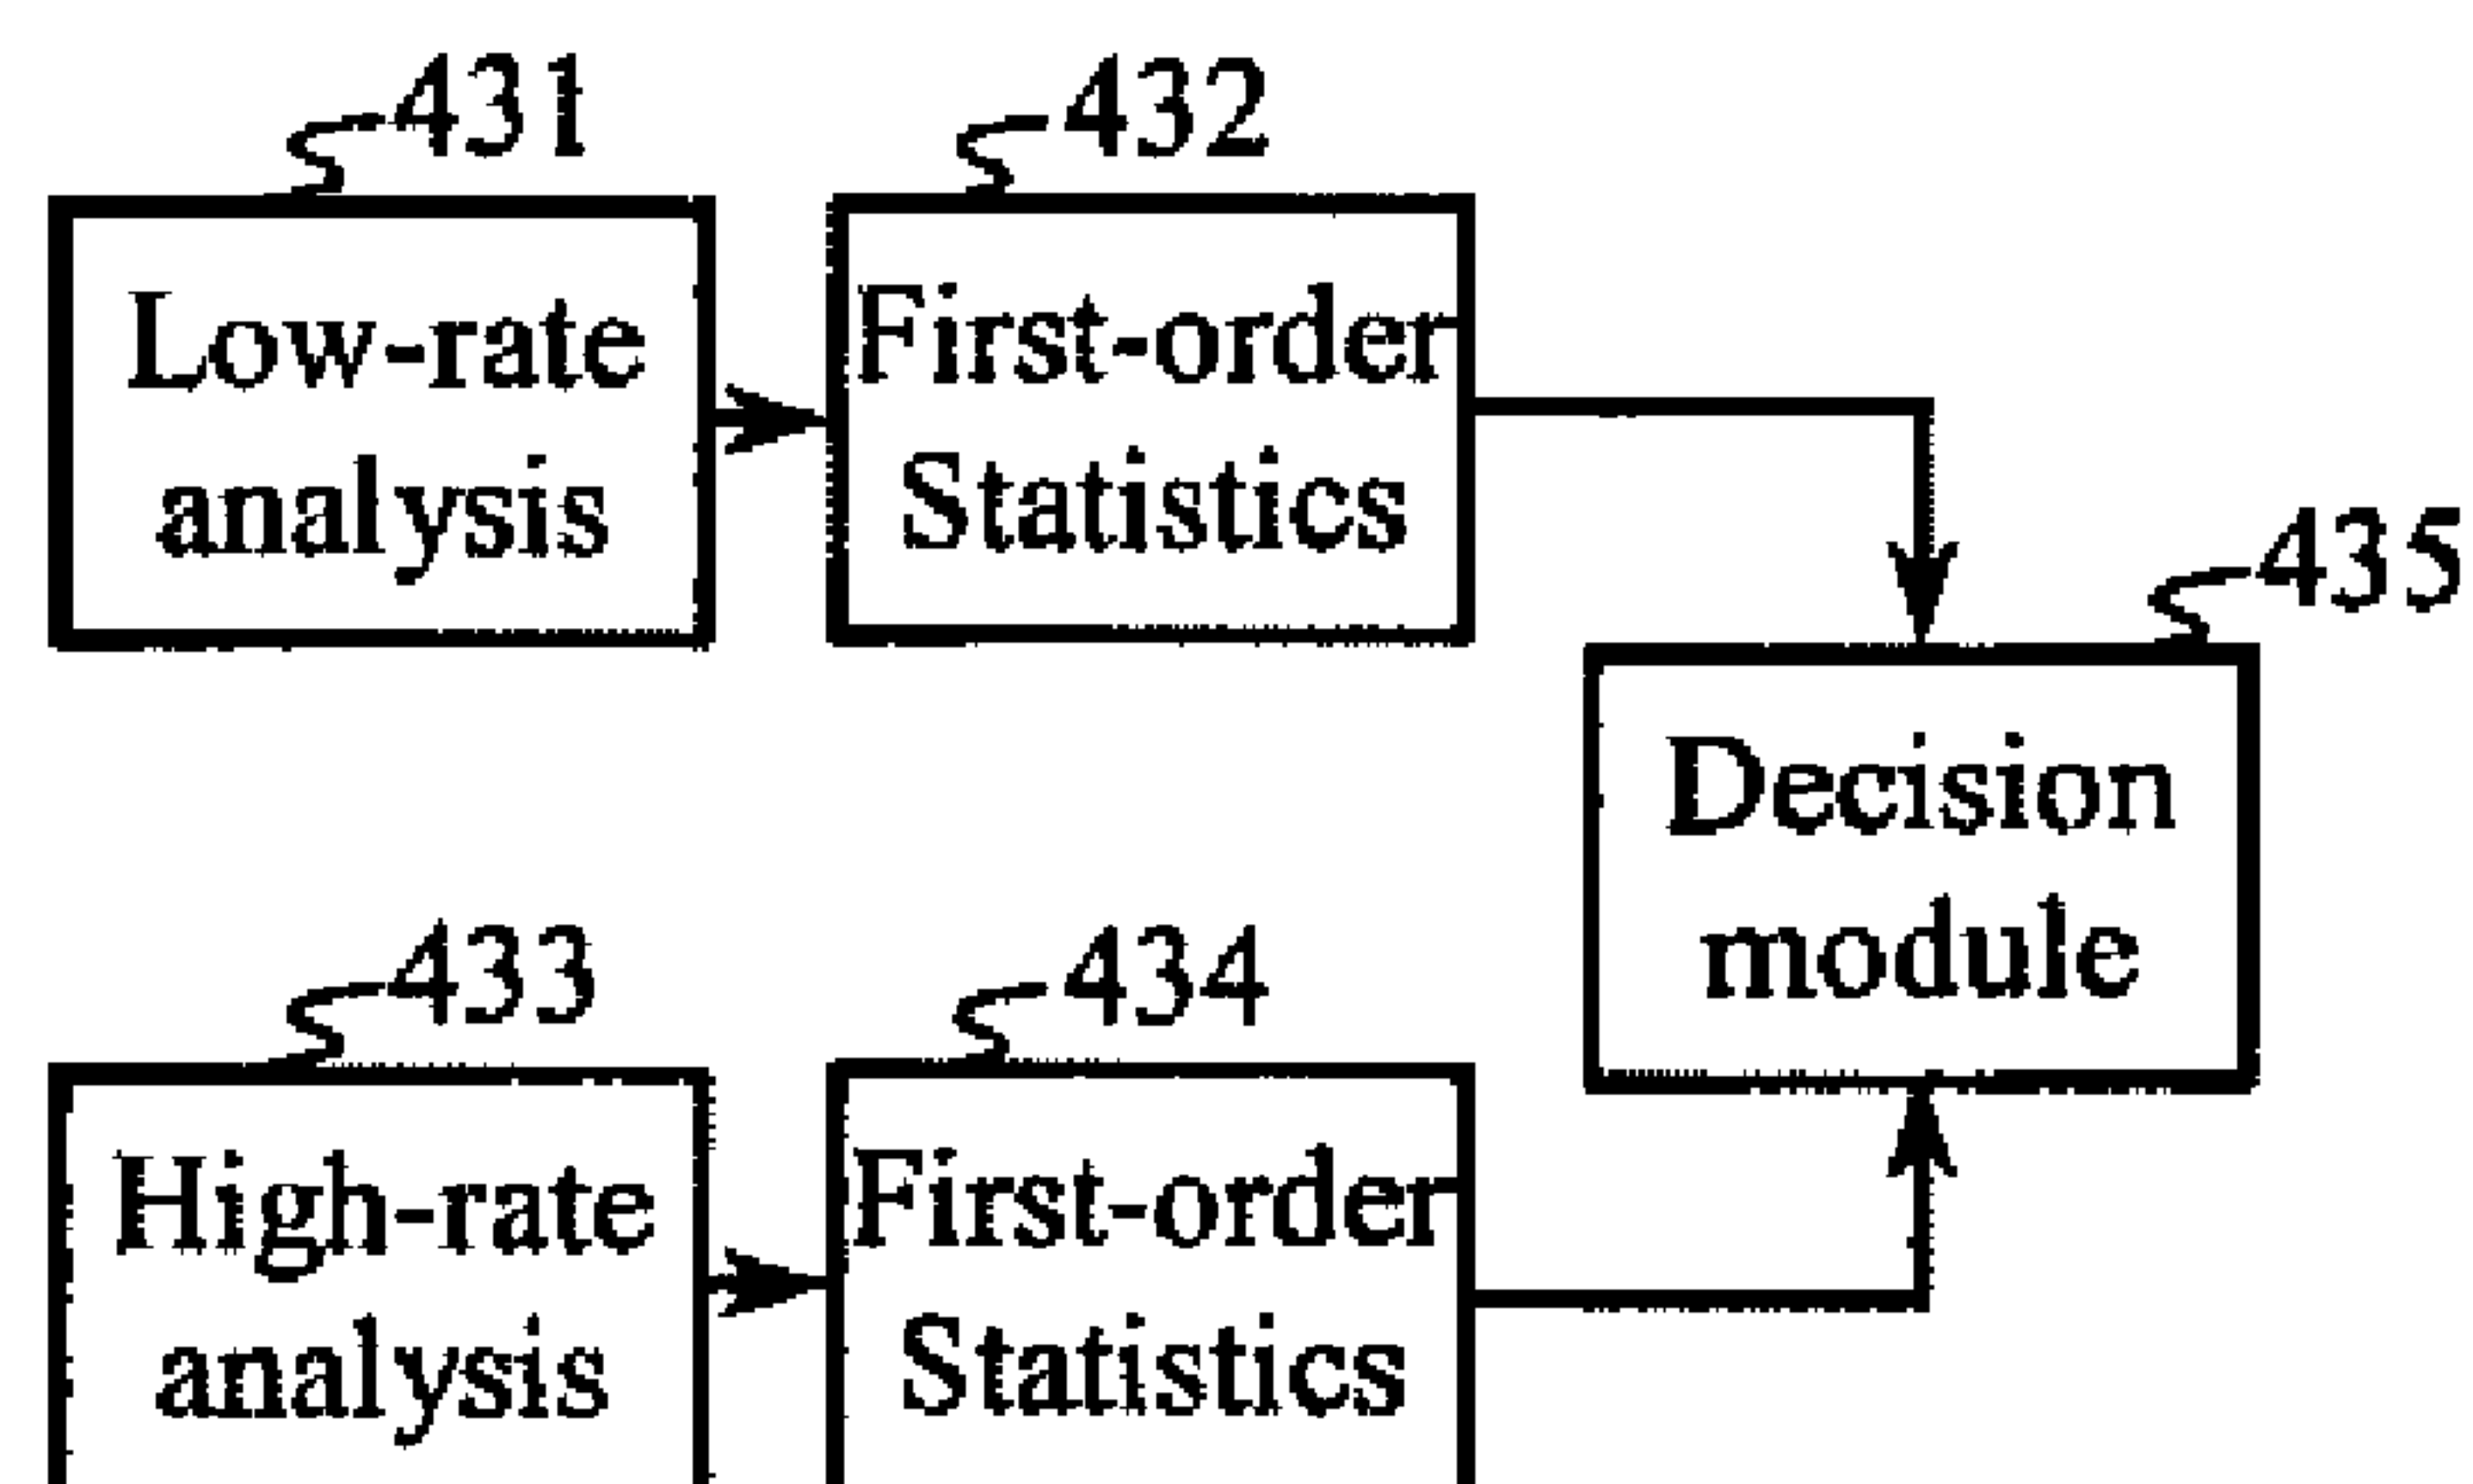 431
432
Low-rate
analysis
First-order
Statistics
435
Decision
module
433
434
High-rate
analysis
First-order
Statistics